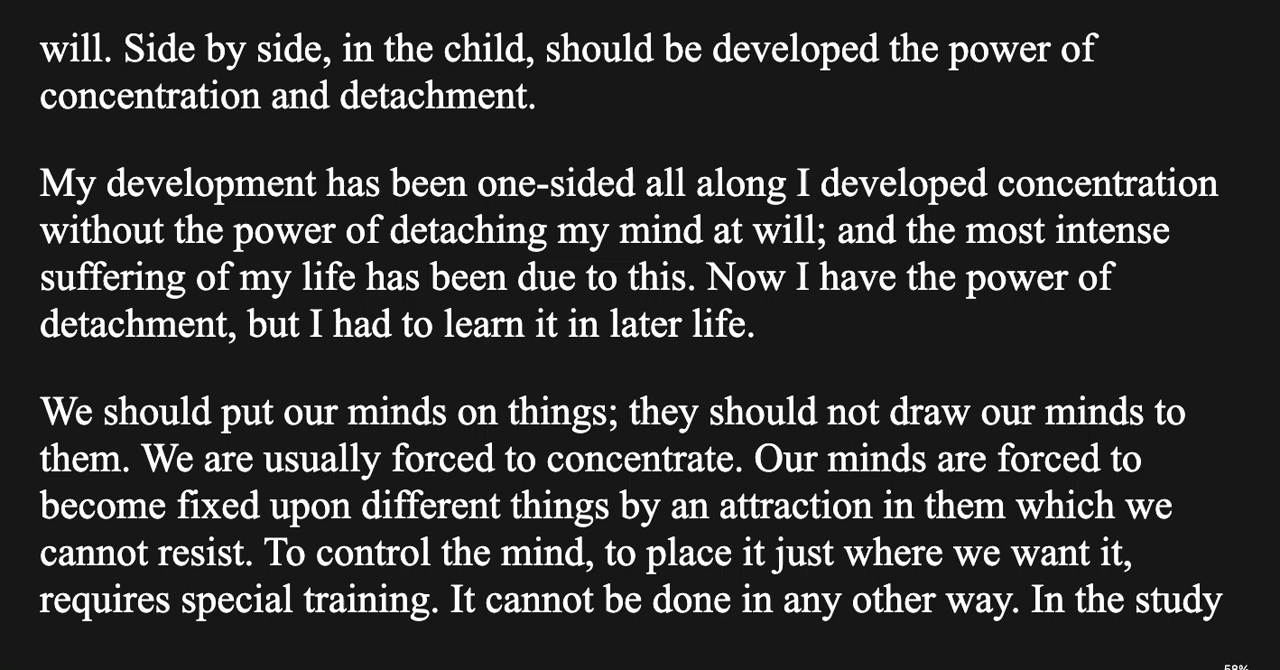 will. Side by side, in the child, should be developed the power of
concentration and detachment.
My development has been one-sided all along I developed concentration
without the power of detaching my mind at will; and the most intense
suffering of my life has been due to this. Now I have the power of
detachment, but I had to learn it in later life.
We should put our minds on things; they should not draw our minds to
them. We are usually forced to concentrate. Our minds are forced to
become fixed upon different things by an attraction in them which we
cannot resist. To control the mind, to place it just where we want it,
requires special training. It cannot be done in any other way. In the study
58%